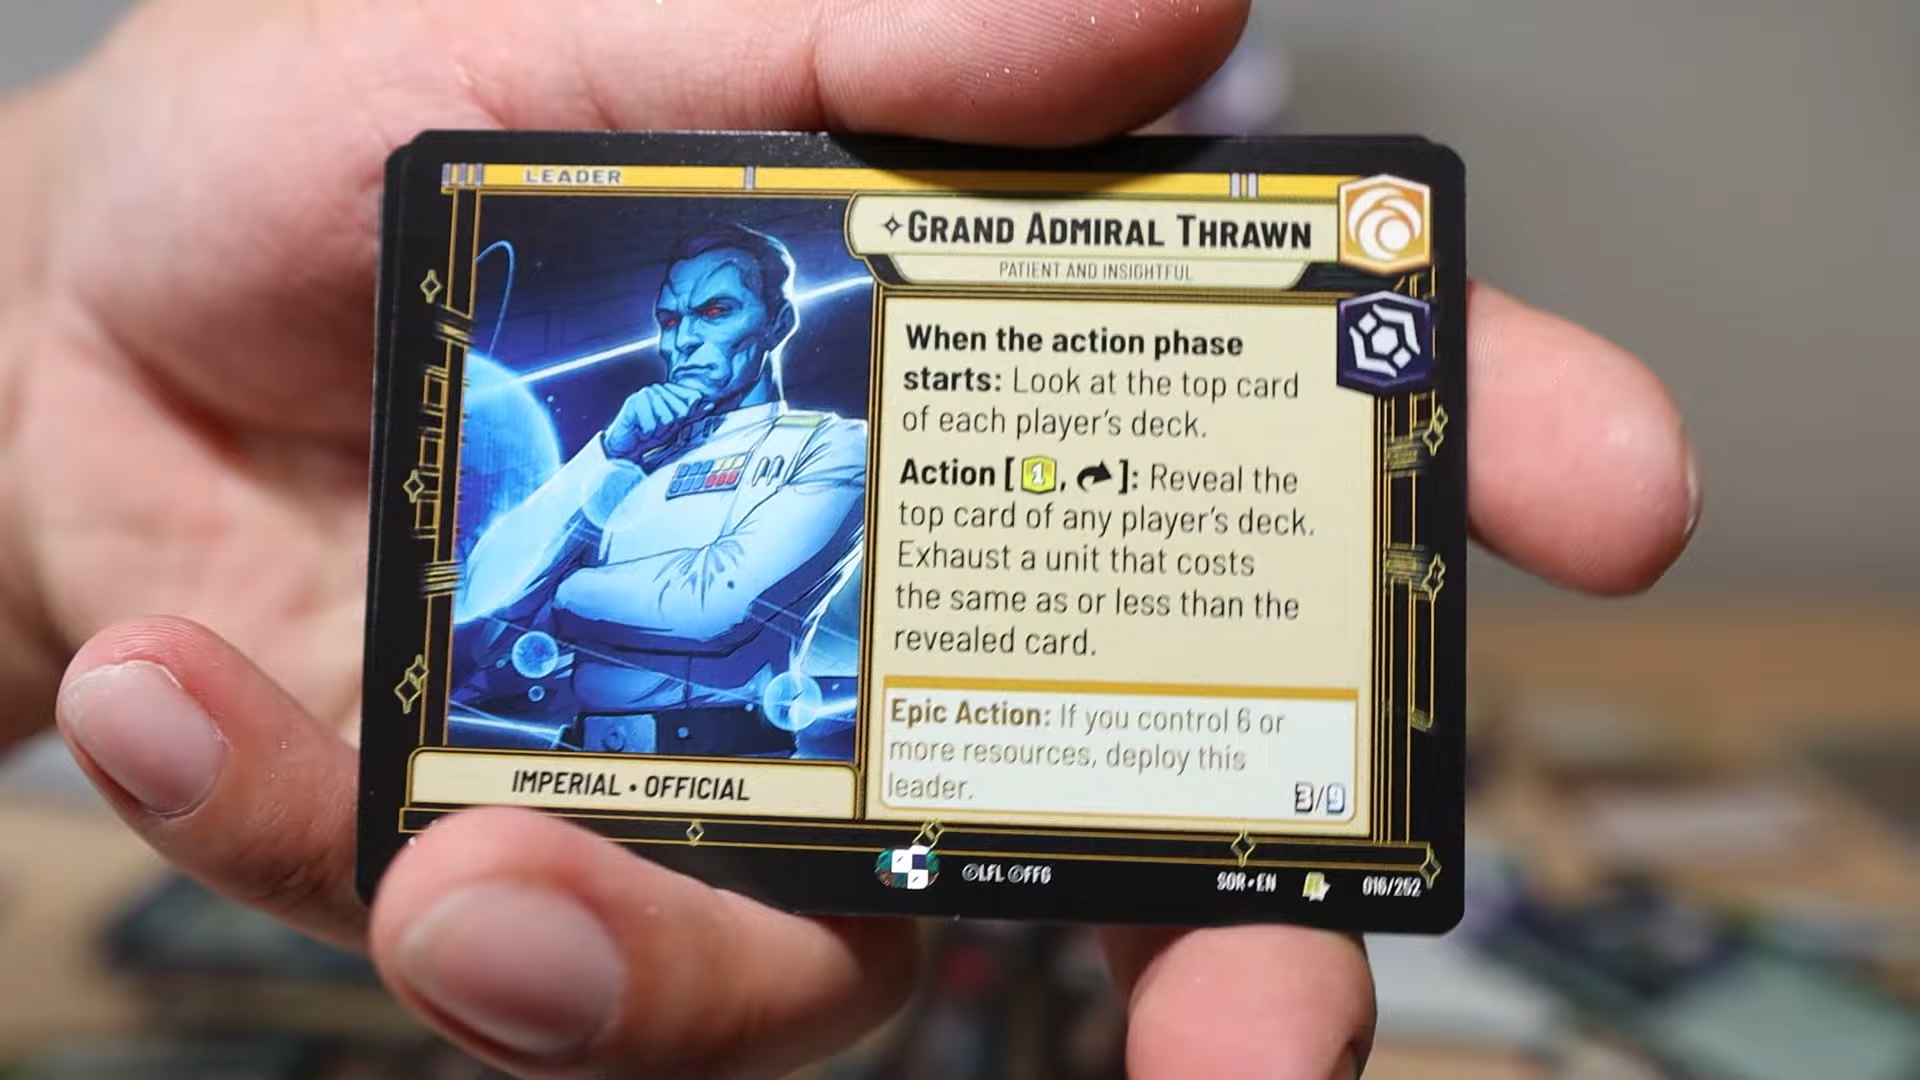 LEADER
GRAND ADMIRAL THRAWN
PATIENT AND INSIGHTFUL
When the action phase
starts: Look at the top card
of each player's deck.
Action [1, ]: Reveal the
top card of any player's deck.
Exhaust a unit that costs
the same as or less than the
revealed card.
Epic Action: If you control 6 or
more resources, deploy this
leader.
3/9
IMPERIAL • OFFICIAL
©LFL ©FFG
SOR•EN
016/252